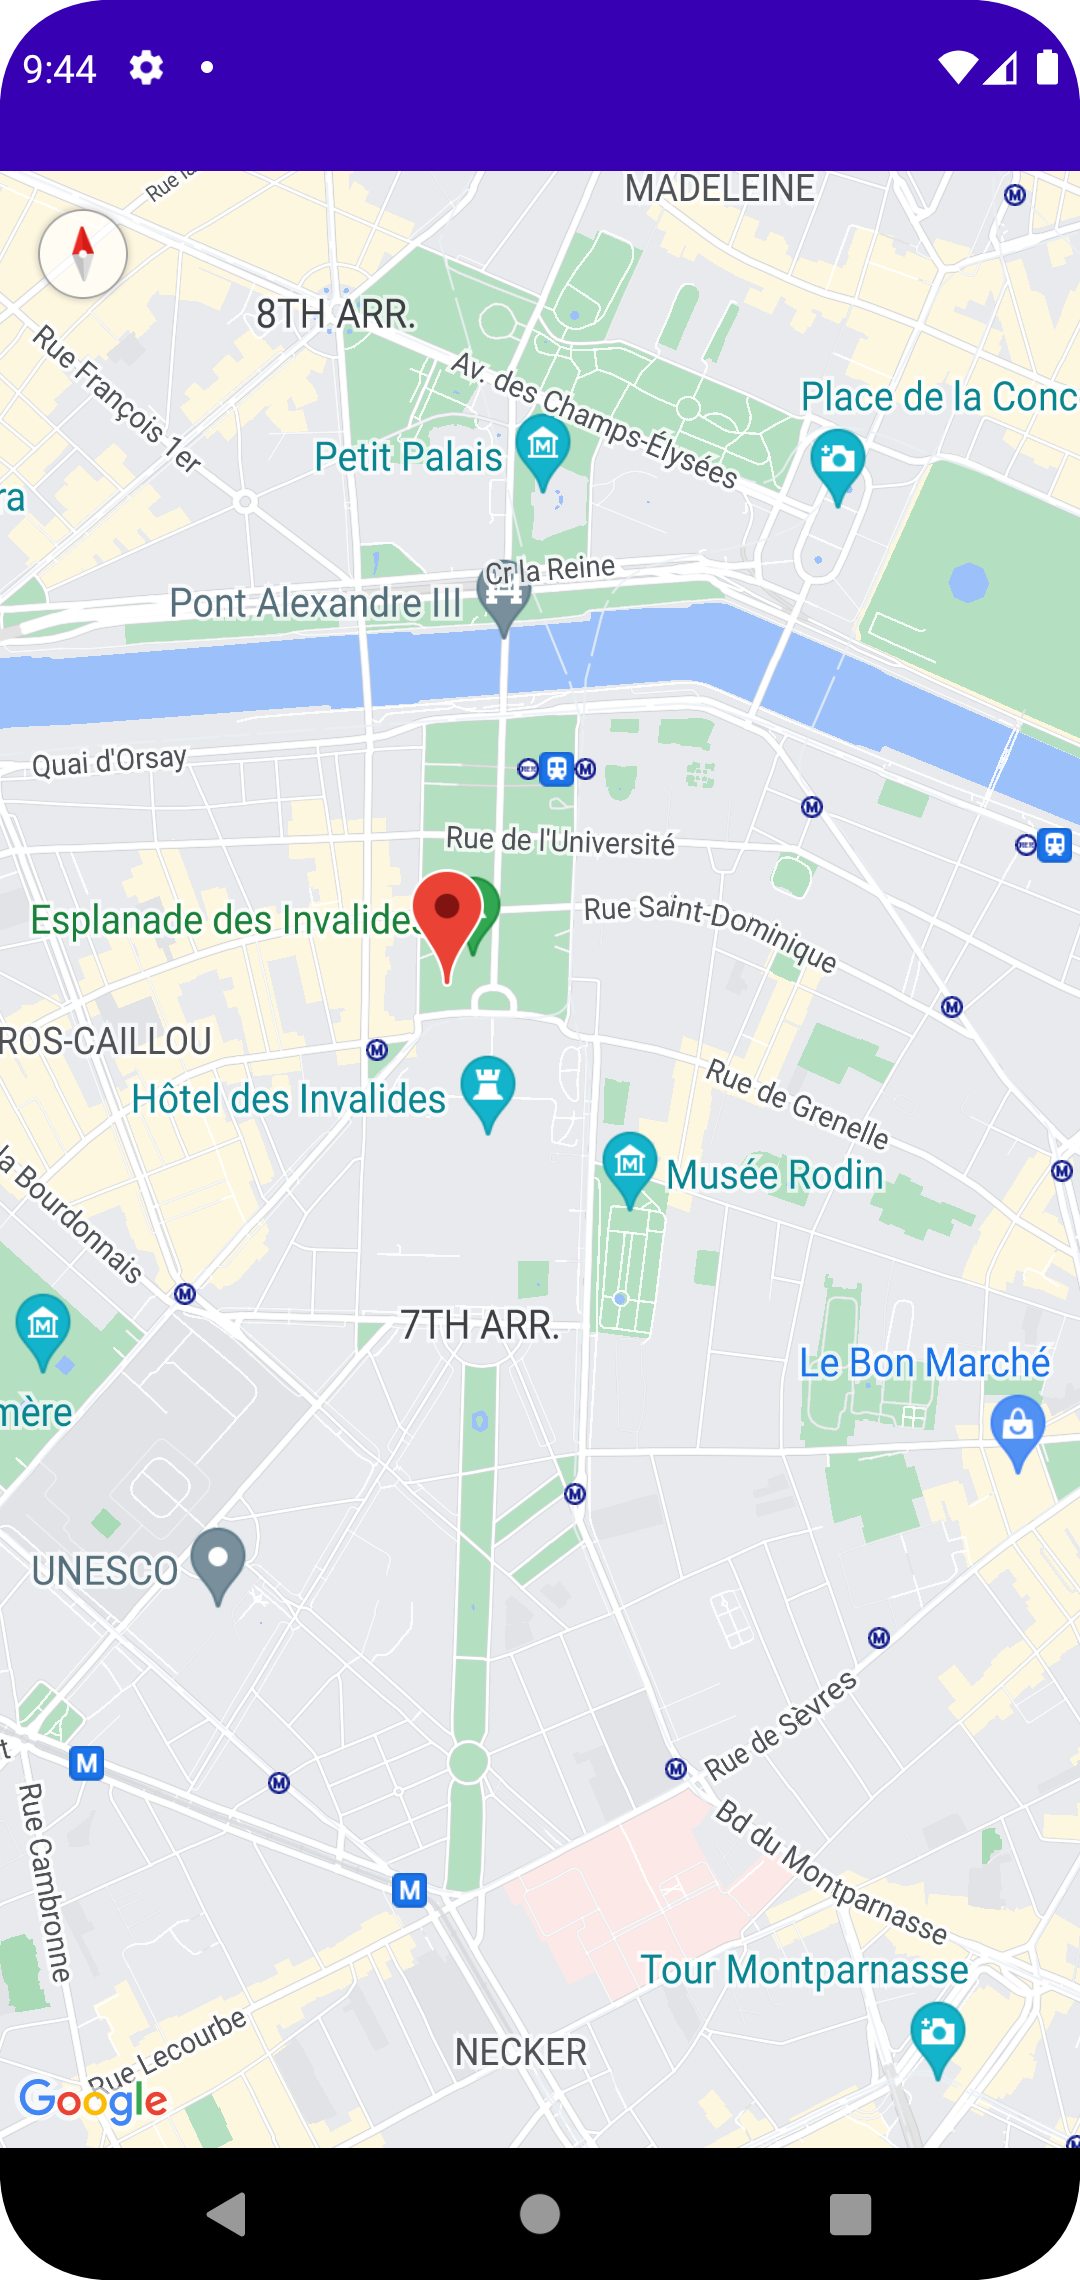 9:44
MADELEINE
8TH ARR.
Rue François 1er
Av. des Champs-Élysées
Place de la Conc
Petit Palais
ra
Cr la Reine
Pont Alexandre III
Quai d'Orsay
Rue de l'Université
Esplanade des Invalides
Rue Saint-Dominique
ROS-CAILLOU
Hôtel des Invalides
Rue de Grenelle
Musée Rodin
la Bourdonnais
7TH ARR.
Le Bon Marché
mère
UNESCO
Rue de Sèvres
t
Rue Cambronne
Bd du Montparnasse
Tour Montparnasse
NECKER
Rue Lecourbe
Google